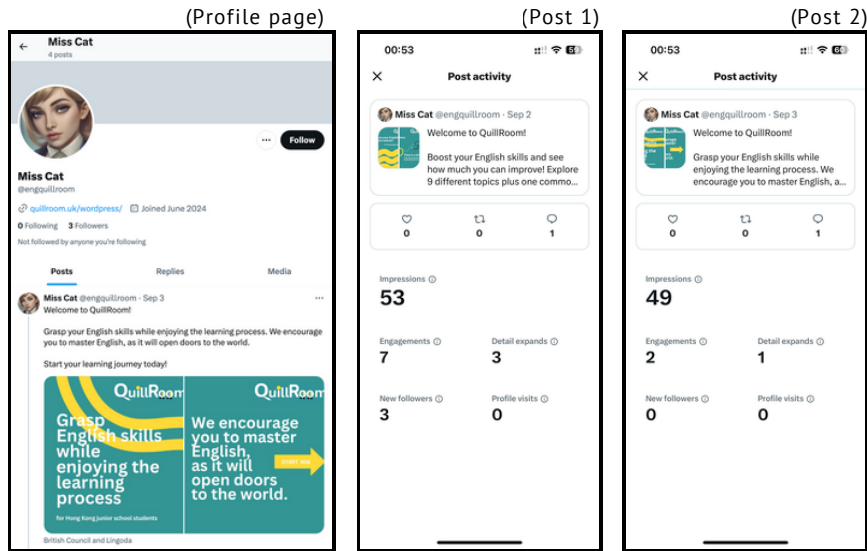 (Profile page)
Miss Cat
4 posts
Follow
Miss Cat
@engquillroom
quillroom.uk/wordpress/ Joined June 2024
0 Following 3 Followers
Not followed by anyone you're following
Posts Replies Media
Miss Cat @engquillroom · Sep 3
Welcome to QuillRoom!
Grasp your English skills while enjoying the learning process. We encourage
you to master English, as it will open doors to the world.
Start your learning journey today!
QuillRoom
Grasp
English skills
while
enjoying the
learning
process
for Hong Kong junior school students
QuillRoom
We encourage
you to master
English,
as it will
open doors
to the world.
British Council and Lingoda
(Post 1)
00:53
Post activity
Miss Cat @engquillroom · Sep 2
Welcome to QuillRoom!
Boost your English skills and see
how much you can improve! Explore
9 different topics plus one commo...
0 0 1
Impressions
53
Engagements Detail expands
7 3
New followers Profile visits
3 0
(Post 2)
00:53
Post activity
Miss Cat @engquillroom · Sep 3
Welcome to QuillRoom!
Grasp your English skills while
enjoying the learning process. We
encourage you to master English, a...
0 0 1
Impressions
49
Engagements Detail expands
2 1
New followers Profile visits
0 0